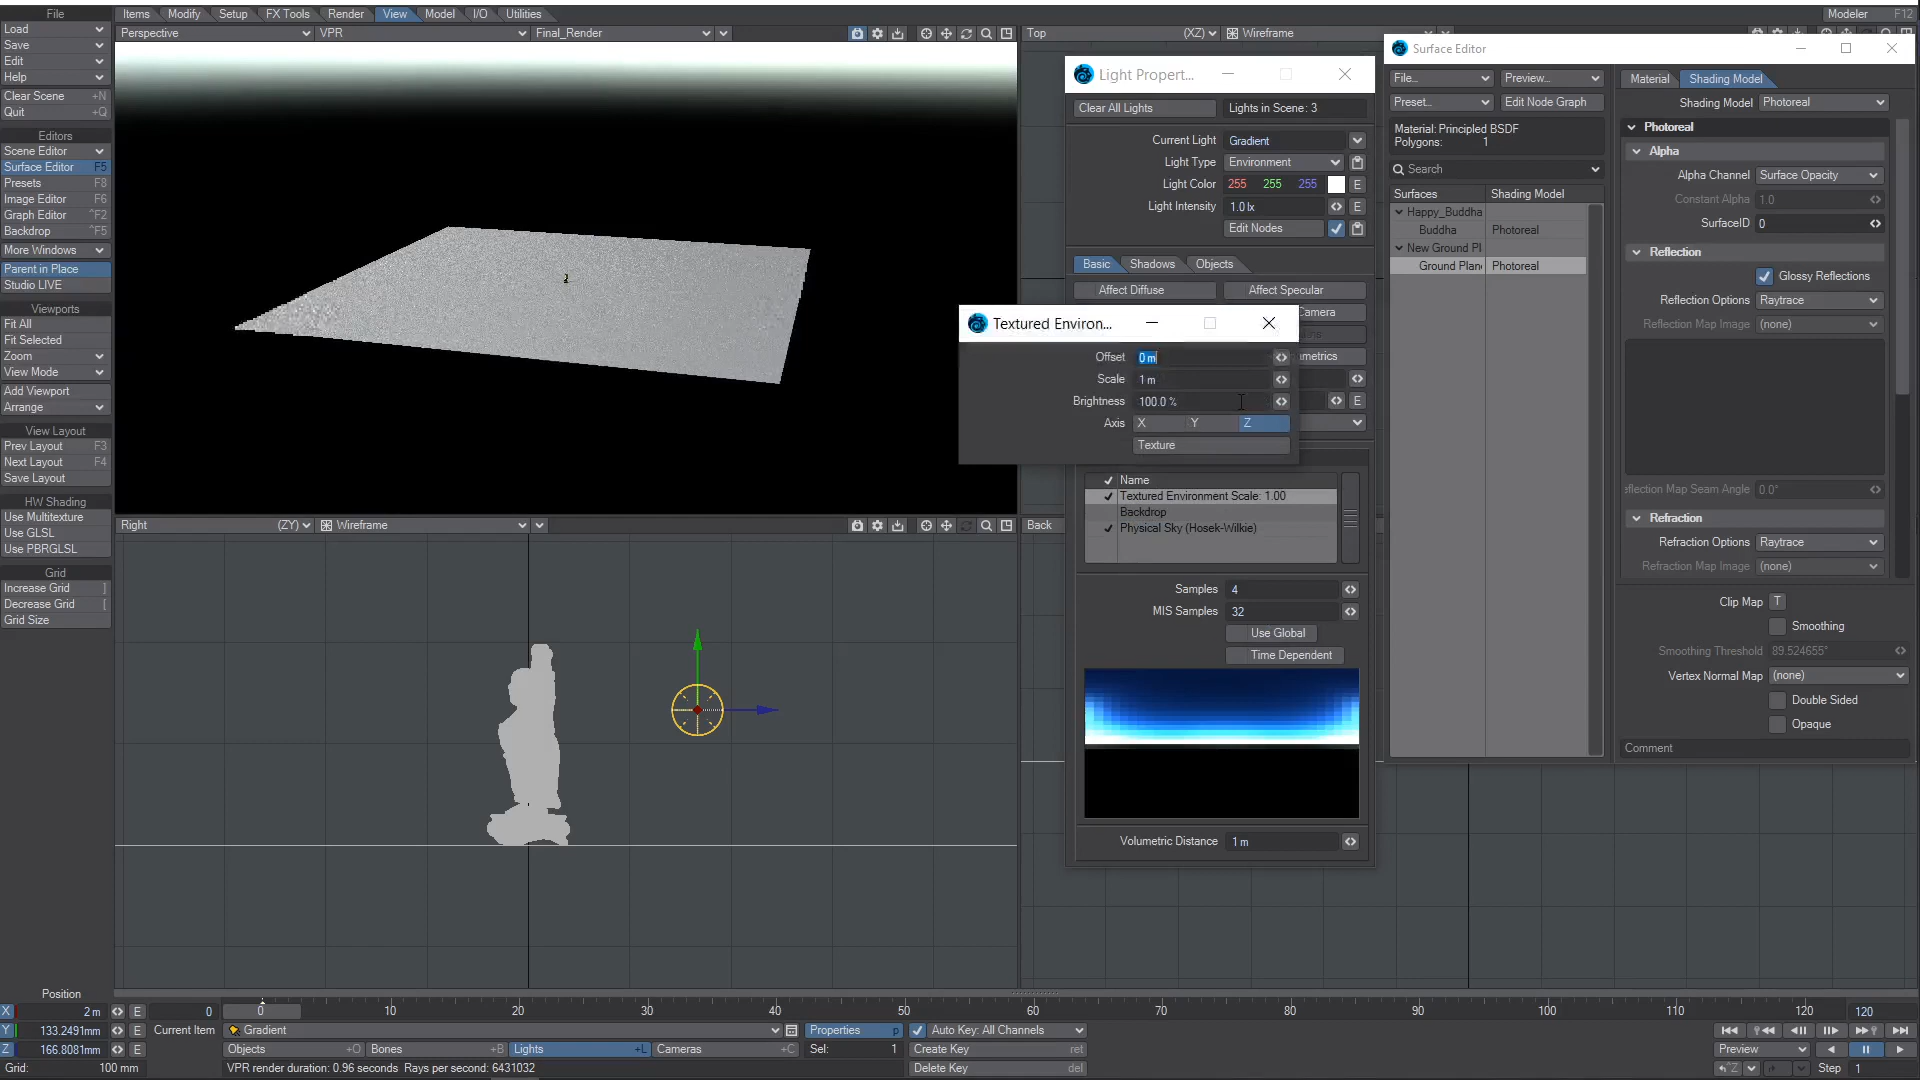 File
Items
Modify
Setup
FX Tools
Render
View
Model
I/O
Utilities
Modeler
F12
Load
Save
Edit
Help
Clear Scene +N
Quit +Q
Editors
Scene Editor
Surface Editor F5
Presets F8
Image Editor F6
Graph Editor ^F2
Backdrop ^F5
More Windows
Parent in Place
Studio LIVE
Viewports
Fit All
Fit Selected
Zoom
View Mode
Add Viewport
Arrange
View Layout
Prev Layout F3
Next Layout F4
Save Layout
HW Shading
Use Multitexture
Use GLSL
Use PBRGLSL
Grid
Increase Grid ]
Decrease Grid [
Grid Size
Perspective
VPR
Final_Render
Top
(XZ)
Wireframe
Right
(ZY)
Wireframe
Back
Light Propert...
Clear All Lights
Lights in Scene: 3
Current Light Gradient
Light Type Environment
Light Color 255 255 255 E
Light Intensity 1.0 lx E
Edit Nodes
Basic
Shadows
Objects
Affect Diffuse
Affect Specular
Camera
metrics
E
Textured Environ...
Offset 0 m
Scale 1 m
Brightness 100.0 %
Axis X Y Z
Texture
Name
Textured Environment Scale: 1.00
Backdrop
Physical Sky (Hosek-Wilkie)
Samples 4
MIS Samples 32
Use Global
Time Dependent
Volumetric Distance 1 m
Surface Editor
File...
Preview...
Preset...
Edit Node Graph
Material: Principled BSDF
Polygons: 1
Search
Surfaces
Shading Model
Happy_Buddha
Buddha Photoreal
New Ground Pl
Ground Plan Photoreal
Material
Shading Model
Shading Model Photoreal
Photoreal
Alpha
Alpha Channel Surface Opacity
Constant Alpha 1.0
SurfaceID 0
Reflection
Glossy Reflections
Reflection Options Raytrace
Reflection Map Image (none)
eflection Map Seam Angle 0.0°
Refraction
Refraction Options Raytrace
Refraction Map Image (none)
Clip Map T
Smoothing
Smoothing Threshold 89.524655°
Vertex Normal Map (none)
Double Sided
Opaque
Comment
Position
X 2 m E
Y 133.2491mm E
Z 166.8081mm E
Grid: 100 mm
0
0 10 20 30 40 50 60 70 80 90 100 110 120
120
Current Item
Gradient
Properties p
Auto Key: All Channels
Objects +O
Bones +B
Lights +L
Cameras +C
Sel: 1
Create Key ret
VPR render duration: 0.96 seconds Rays per second: 6431032
Delete Key del
Preview
^Z
Step 1